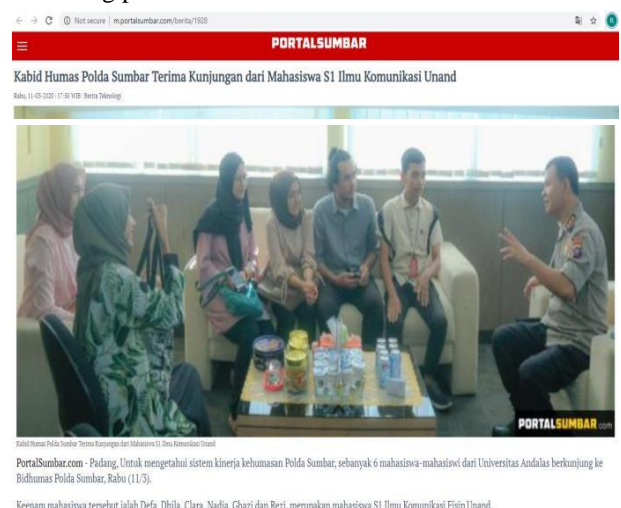 Not secure | m.portalsumbar.com/berita/1928
PORTALSUMBAR
Kabid Humas Polda Sumbar Terima Kunjungan dari Mahasiswa S1 Ilmu Komunikasi Unand
Rabu, 11-03-2020 | 17:30 WIB Berita Teknologi
PORTALSUMBAR.com
Kabid Humas Polda Sumbar Terima Kunjungan dari Mahasiswa S1 Ilmu Komunikasi Unand
PortalSumbar.com - Padang, Untuk mengetahui sistem kinerja kehumasan Polda Sumbar, sebanyak 6 mahasiswa-mahasiswi dari Universitas Andalas berkunjung ke
Bidhumas Polda Sumbar, Rabu (11/3).
Keenam mahasiswa tersebut ialah Defa, Dhila, Clara, Nadia, Ghazi dan Rezi, merupakan mahasiswa S1 Ilmu Komunikasi Fisip Unand